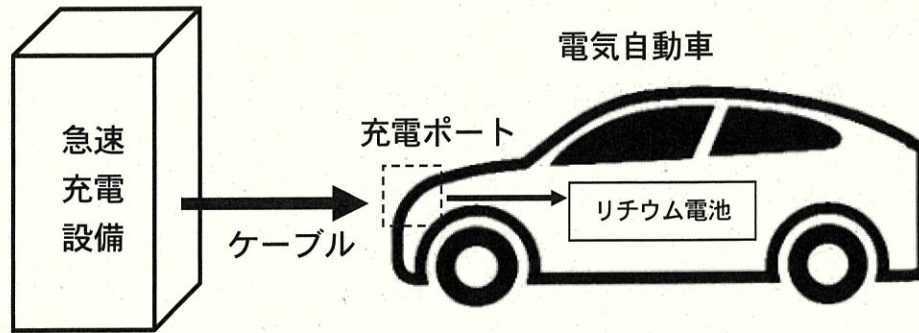 電気自動車
急速
充電
設備
充電ポート
ケーブル
リチウム電池